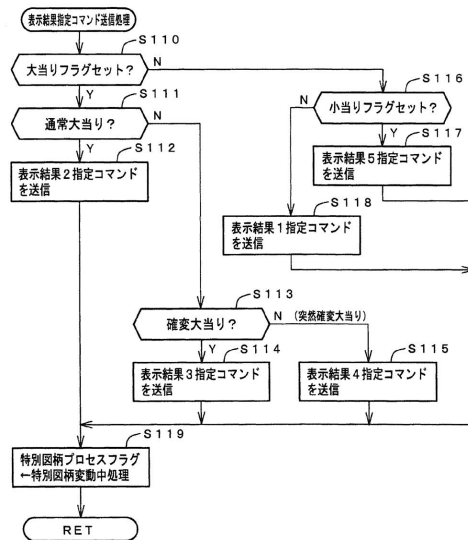 表示結果指定コマンド送信処理
S110
大当りフラグセット？
N
Y
S111
通常大当り？
N
Y
S112
表示結果2指定コマンド
を送信
S116
小当りフラグセット？
N
Y
S117
表示結果5指定コマンド
を送信
S118
表示結果1指定コマンド
を送信
S113
確変大当り？
N (突然確変大当り)
Y
S114
表示結果3指定コマンド
を送信
S115
表示結果4指定コマンド
を送信
S119
特別図柄プロセスフラグ
←特別図柄変動中処理
RET